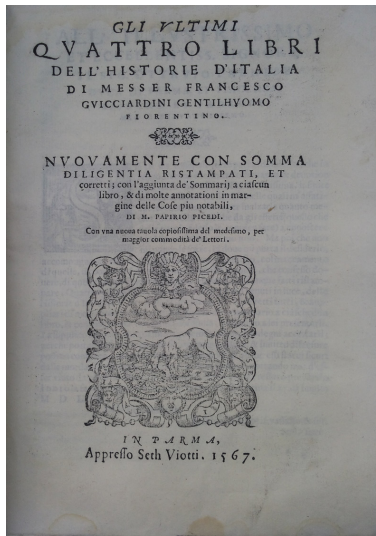 GLI VLTIMI
QVATTRO LIBRI
DELL'HISTORIE D'ITALIA
DI MESSER FRANCESCO
GVICCIARDINI GENTILHVOMO
FIORENTINO.
NVOVAMENTE CON SOMMA
DILIGENTIA RISTAMPATI, ET
corretti; con l'aggiunta de' Sommarij a ciascun
libro, & di molte annotationi in mar-
gine delle Cose piu notabili,
DI M. PAPIRIO PICEDI.
Con vna nuoua tauola copiosissima del medesimo, per
maggior commodità de' Lettori.
IN PARMA,
Appresso Seth Viotti. 1567.